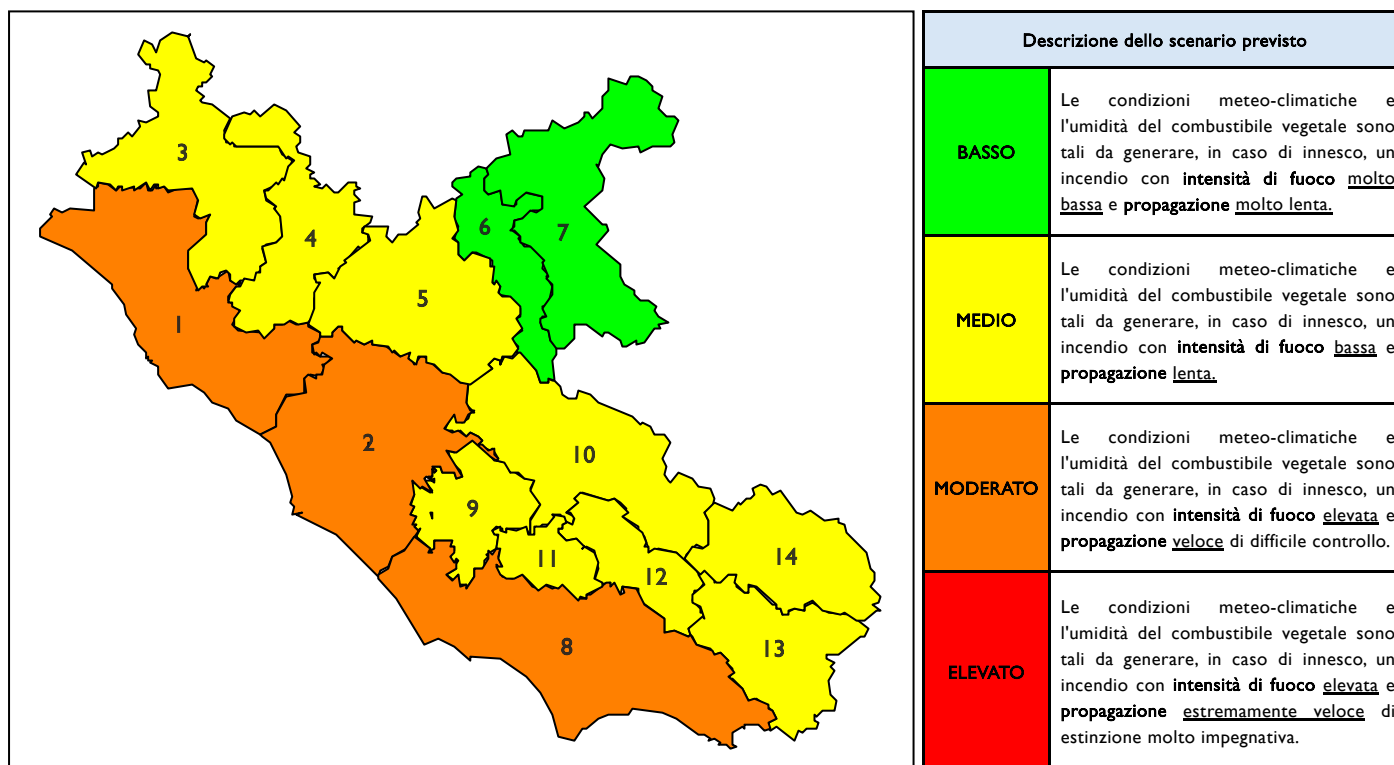 3
4
6
7
5
1
2
10
9
14
11
12
8
13
Descrizione dello scenario previsto
BASSO
Le condizioni meteo-climatiche e
l'umidità del combustibile vegetale sono
tali da generare, in caso di innesco, un
incendio con intensità di fuoco molto
bassa e propagazione molto lenta.
MEDIO
Le condizioni meteo-climatiche e
l'umidità del combustibile vegetale sono
tali da generare, in caso di innesco, un
incendio con intensità di fuoco bassa e
propagazione lenta.
MODERATO
Le condizioni meteo-climatiche e
l'umidità del combustibile vegetale sono
tali da generare, in caso di innesco, un
incendio con intensità di fuoco elevata e
propagazione veloce di difficile controllo.
ELEVATO
Le condizioni meteo-climatiche e
l'umidità del combustibile vegetale sono
tali da generare, in caso di innesco, un
incendio con intensità di fuoco elevata e
propagazione estremamente veloce di
estinzione molto impegnativa.